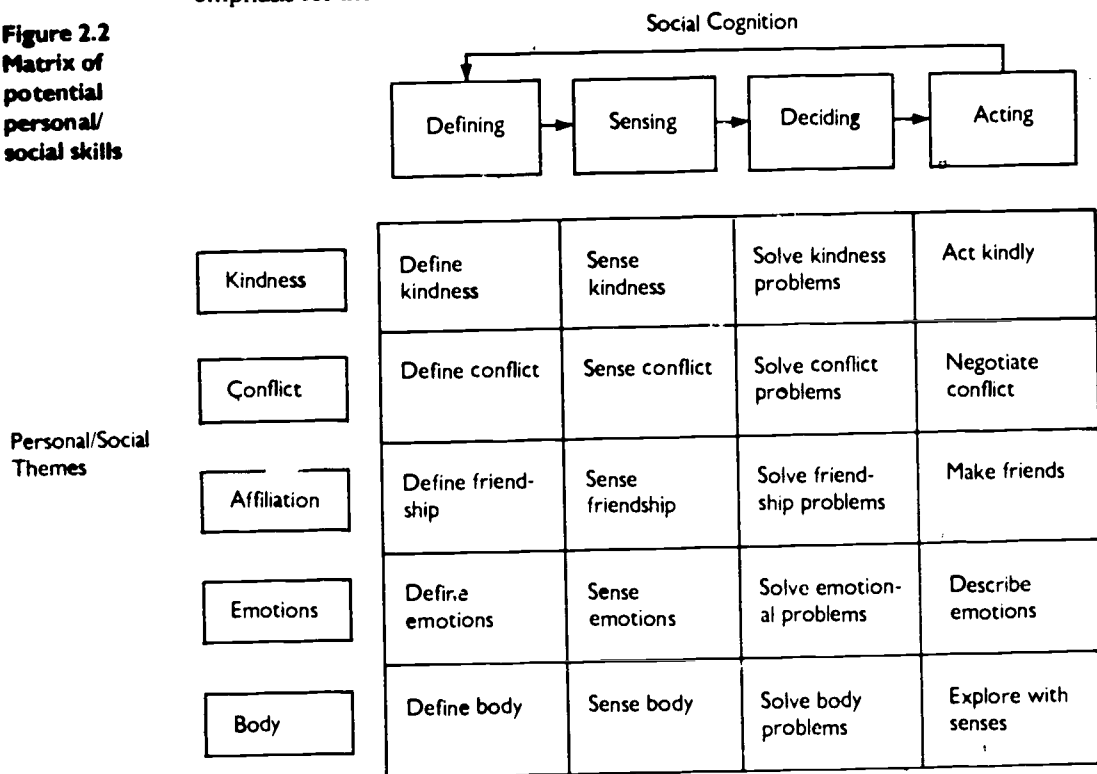 Figure 2.2
Matrix of
potential
personal/
social skills
Social Cognition
Defining
Sensing
Deciding
Acting
Personal/Social
Themes
Kindness
Define
kindness
Sense
kindness
Solve kindness
problems
Act kindly
Conflict
Define conflict
Sense conflict
Solve conflict
problems
Negotiate
conflict
Affiliation
Define friend-
ship
Sense
friendship
Solve friend-
ship problems
Make friends
Emotions
Define
emotions
Sense
emotions
Solve emotion-
al problems
Describe
emotions
Body
Define body
Sense body
Solve body
problems
Explore with
senses